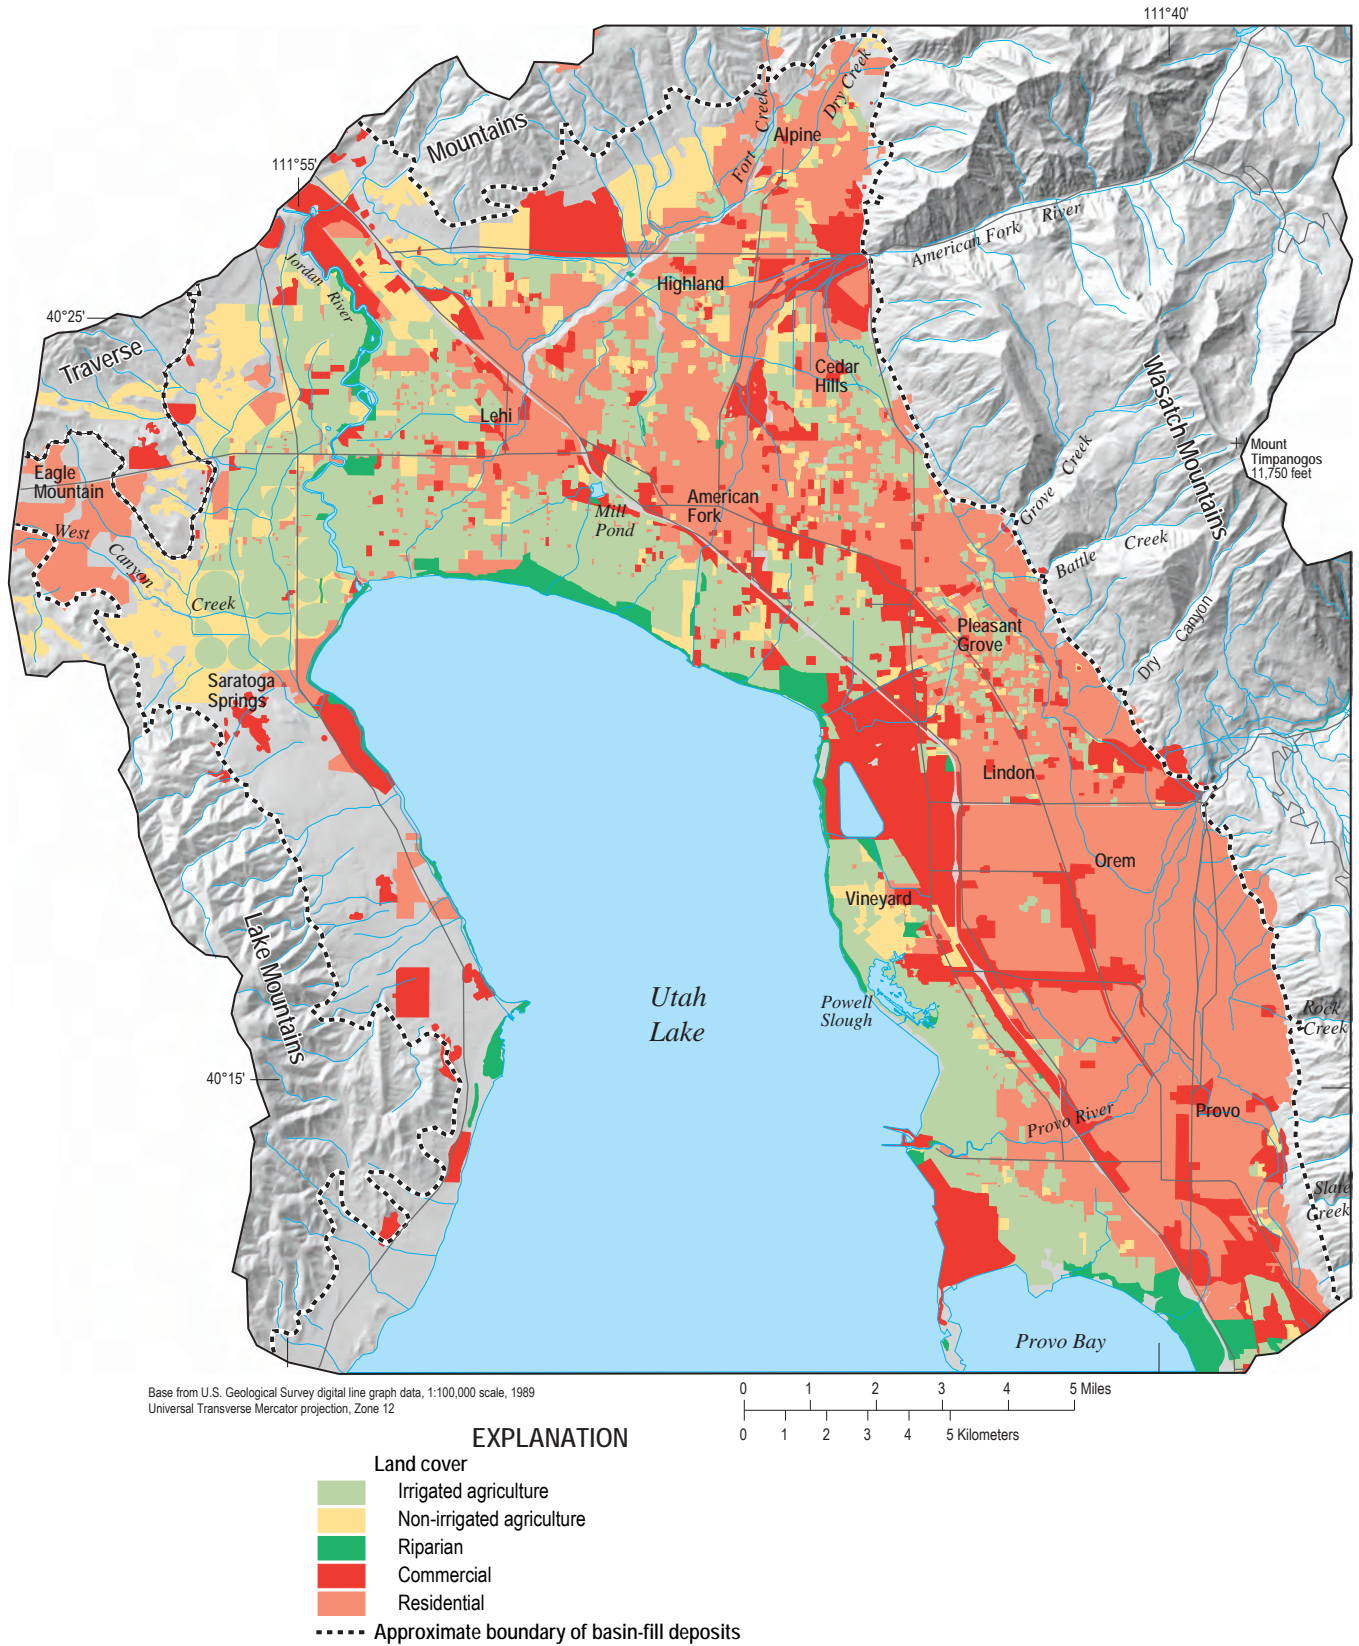 111°40'
Mountains
Fort Creek
Dry Creek
Alpine
111°55'
American Fork River
Jordan River
Highland
40°25'
Traverse
Cedar
Hills
Wasatch Mountains
Lehi
Mount
Timpanogos
11,750 feet
Eagle
Mountain
American
Fork
Mill
Pond
Grove Creek
Battle Creek
West Canyon Creek
Dry Canyon
Pleasant
Grove
Saratoga
Springs
Lindon
Orem
Vineyard
Lake Mountains
Utah
Lake
Powell
Slough
Rock
Creek
40°15'
Provo River
Provo
Slate
Creek
Provo Bay
Base from U.S. Geological Survey digital line graph data, 1:100,000 scale, 1989
Universal Transverse Mercator projection, Zone 12
0 1 2 3 4 5 Miles
0 1 2 3 4 5 Kilometers
EXPLANATION
Land cover
Irrigated agriculture
Non-irrigated agriculture
Riparian
Commercial
Residential
Approximate boundary of basin-fill deposits